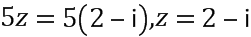 5z = 5(2 – i),z = 2 – i